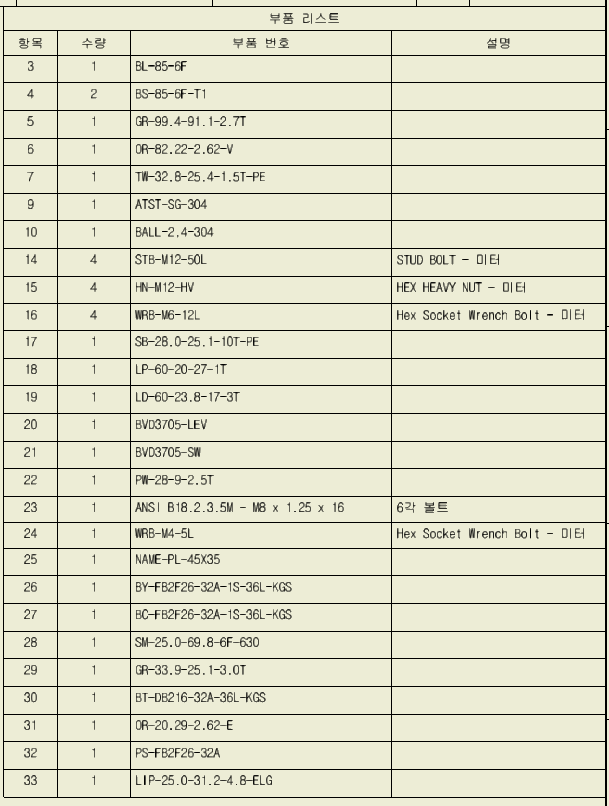 부품 리스트
항목 수량 부품 번호 설명
3 1 BL-85-6F
4 2 BS-85-6F-T1
5 1 GR-99.4-91.1-2.7T
6 1 OR-82.22-2.62-V
7 1 TW-32.8-25.4-1.5T-PE
9 1 ATST-SG-304
10 1 BALL-2.4-304
14 4 STB-M12-50L STUD BOLT - 미터
15 4 HN-M12-HV HEX HEAVY NUT - 미터
16 4 WRB-M6-12L Hex Socket Wrench Bolt - 미터
17 1 SB-28.0-25.1-10T-PE
18 1 LP-60-20-27-1T
19 1 LD-60-23.8-17-3T
20 1 BVD3705-LEV
21 1 BVD3705-SW
22 1 PW-28-9-2.5T
23 1 ANSI B18.2.3.5M - M8 x 1.25 x 16 6각 볼트
24 1 WRB-M4-5L Hex Socket Wrench Bolt - 미터
25 1 NAME-PL-45X35
26 1 BY-FB2F26-32A-1S-36L-KGS
27 1 BC-FB2F26-32A-1S-36L-KGS
28 1 SM-25.0-69.8-6F-630
29 1 GR-33.9-25.1-3.0T
30 1 BT-DB216-32A-36L-KGS
31 1 OR-20.29-2.62-E
32 1 PS-FB2F26-32A
33 1 LIP-25.0-31.2-4.8-ELG